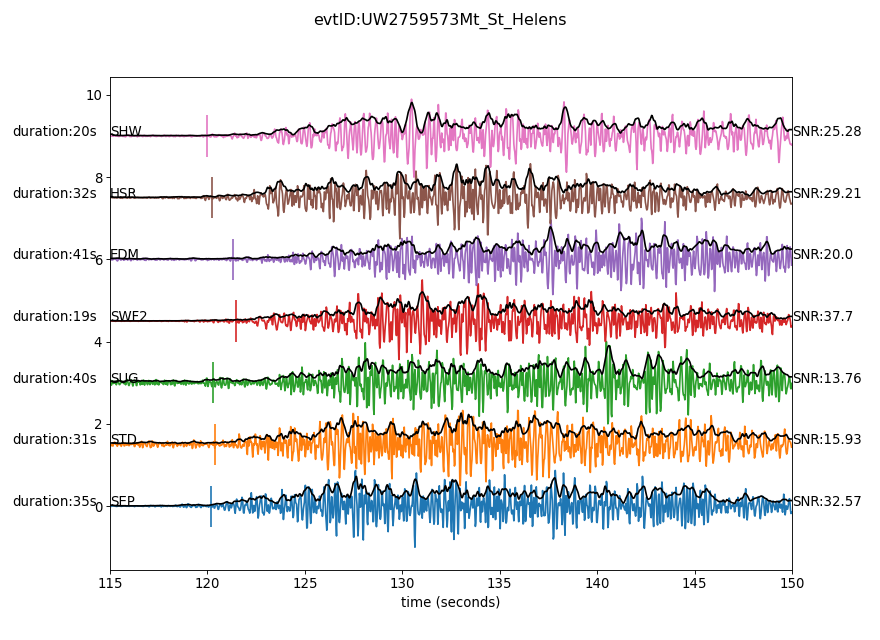 evtID:UW2759573Mt_St_Helens
10
duration:20s SHW SNR:25.28
8
duration:32s HSR SNR:29.21
duration:41s EDM SNR:20.0
6
duration:19s SWF2 SNR:37.7
4
duration:40s SUG SNR:13.76
2
duration:31s STD SNR:15.93
duration:35s SEP SNR:32.57
0
115 120 125 130 135 140 145 150
time (seconds)